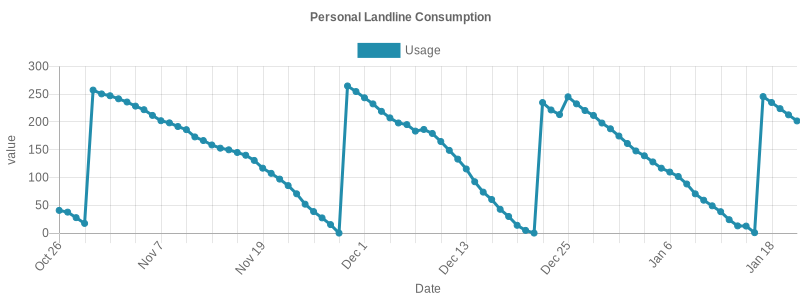 Personal Landline Consumption
Usage
300
250
200
150
100
50
0
value
Oct 26
Nov 7
Nov 19
Dec 1
Dec 13
Dec 25
Jan 6
Jan 18
Date